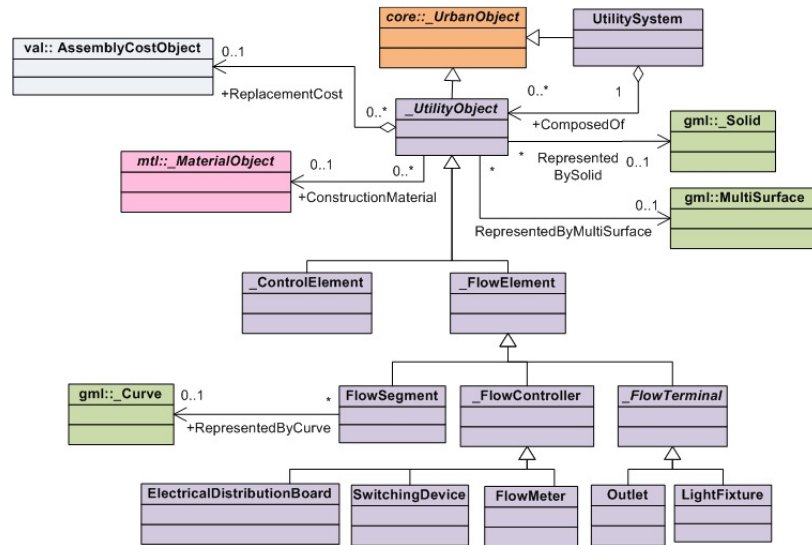 core::_UrbanObject
UtilitySystem
val:: AssemblyCostObject
0..1
+ReplacementCost
0..*
_UtilityObject
0..*
1
+ComposedOf
gml::_Solid
*
Represented
BySolid
0..1
mtl::_MaterialObject
0..1
0..*
+ConstructionMaterial
*
0..1
RepresentedByMultiSurface
gml::MultiSurface
_ControlElement
_FlowElement
gml::_Curve
0..1
*
+RepresentedByCurve
FlowSegment
_FlowController
_FlowTerminal
ElectricalDistributionBoard
SwitchingDevice
FlowMeter
Outlet
LightFixture